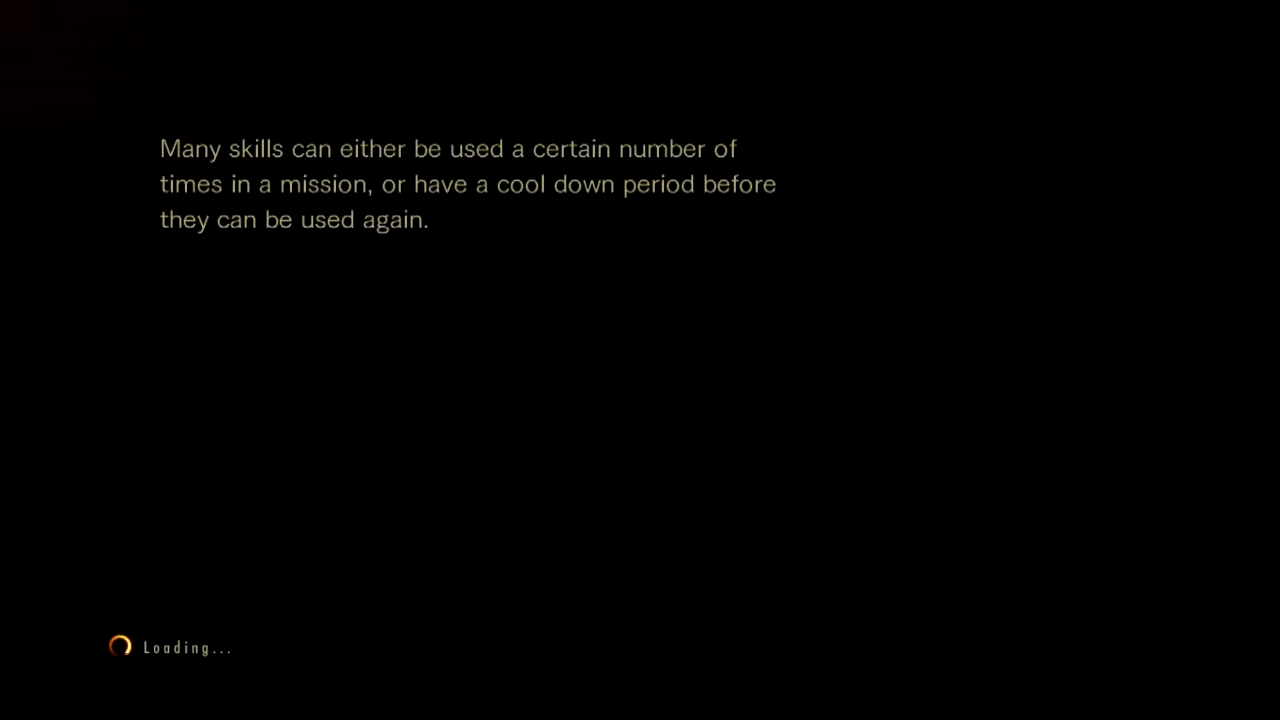 Many skills can either be used a certain number of
times in a mission, or have a cool down period before
they can be used again.
Loading...